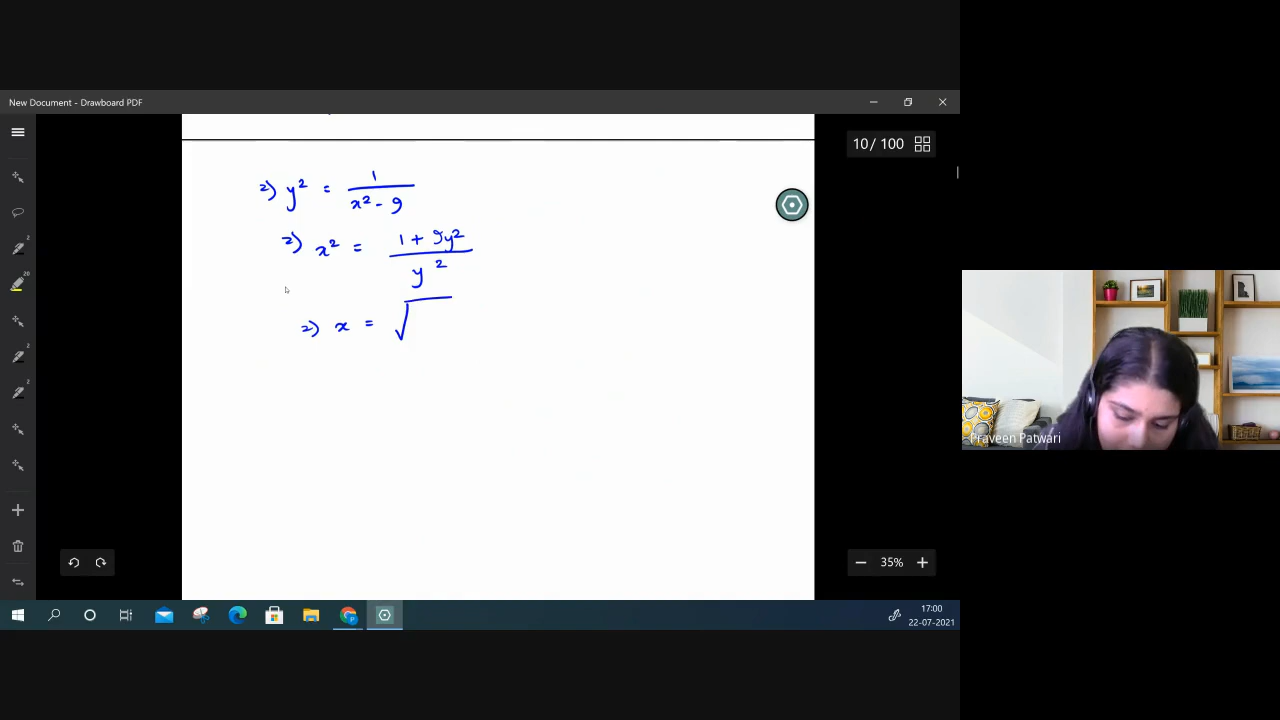 New Document - Drawboard PDF
10 / 100
⇒) y² = 1 / (x² - 9)
⇒) x² = (1 + 9y²) / y²
⇒) x = √
Praveen Patwari
35%
17:00
22-07-2021